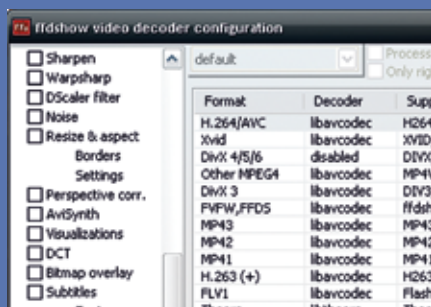 ffdshow video decoder configuration
Sharpen
Warpsharp
DScaler filter
Noise
Resize & aspect
Borders
Settings
Perspective corr.
AviSynth
Visualizations
DCT
Bitmap overlay
Subtitles
default
Process
Only rig
Format Decoder Supp
H.264/AVC libavcodec H264
Xvid libavcodec XVID
DivX 4/5/6 disabled DIVX
Other MPEG4 libavcodec MP4V
DivX 3 libavcodec DIV3
FVFW,FFDS libavcodec ffdsh
MP43 libavcodec MP43
MP42 libavcodec MP42
MP41 libavcodec MP41
H.263 (+) libavcodec H263
FLV1 libavcodec Flash